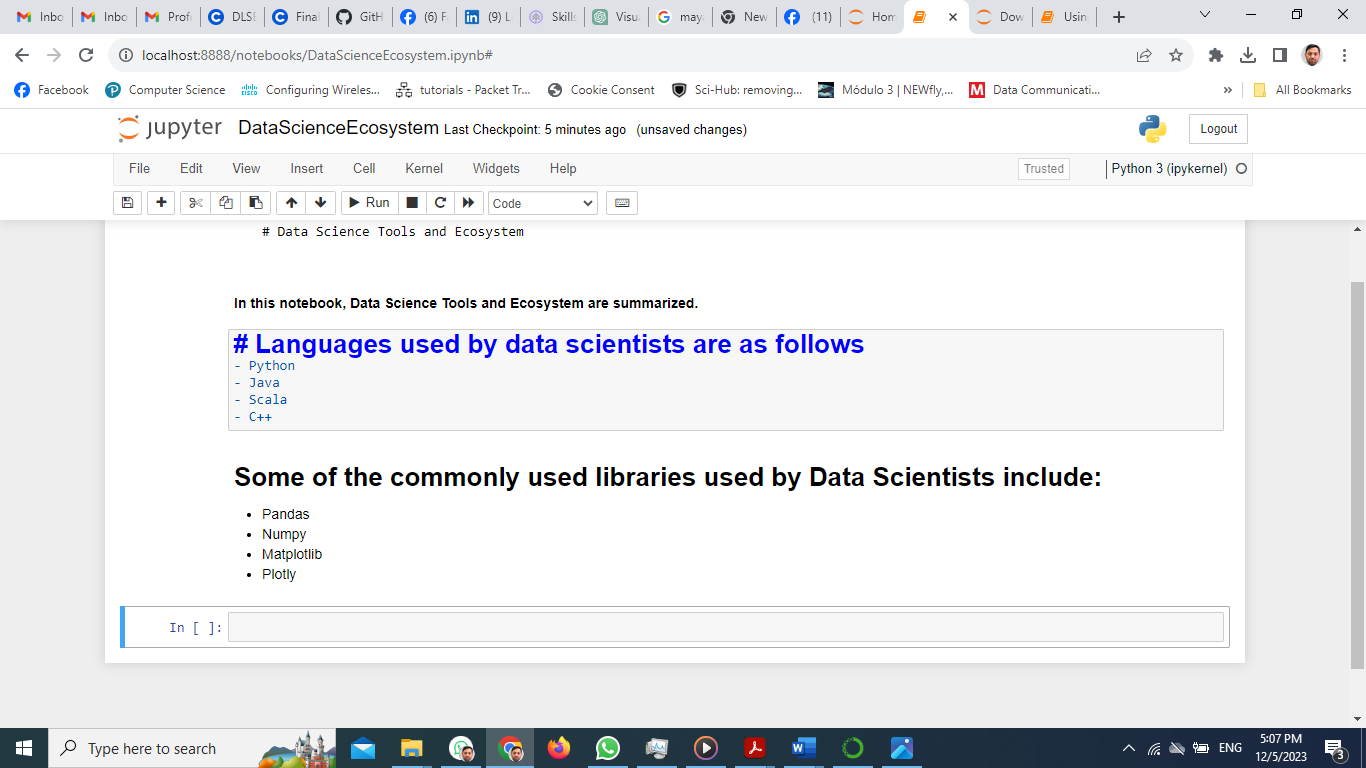 Inbo
Inbo
Profi
DLSE
Final
GitH
(6) F
(9) L
Skills
Visu
may
New
(11)
Hom
Dow
Usin
localhost:8888/notebooks/DataScienceEcosystem.ipynb#
Facebook
Computer Science
Configuring Wireles...
tutorials - Packet Tr...
Cookie Consent
Sci-Hub: removing...
Módulo 3 | NEWfly,...
Data Communicati...
»
All Bookmarks
jupyter DataScienceEcosystem Last Checkpoint: 5 minutes ago (unsaved changes)
Logout
File Edit View Insert Cell Kernel Widgets Help
Trusted
Python 3 (ipykernel)
Run
Code
# Data Science Tools and Ecosystem
In this notebook, Data Science Tools and Ecosystem are summarized.
# Languages used by data scientists are as follows
- Python
- Java
- Scala
- C++
Some of the commonly used libraries used by Data Scientists include:
• Pandas
• Numpy
• Matplotlib
• Plotly
In [ ]:
Type here to search
ENG
5:07 PM
12/5/2023
3